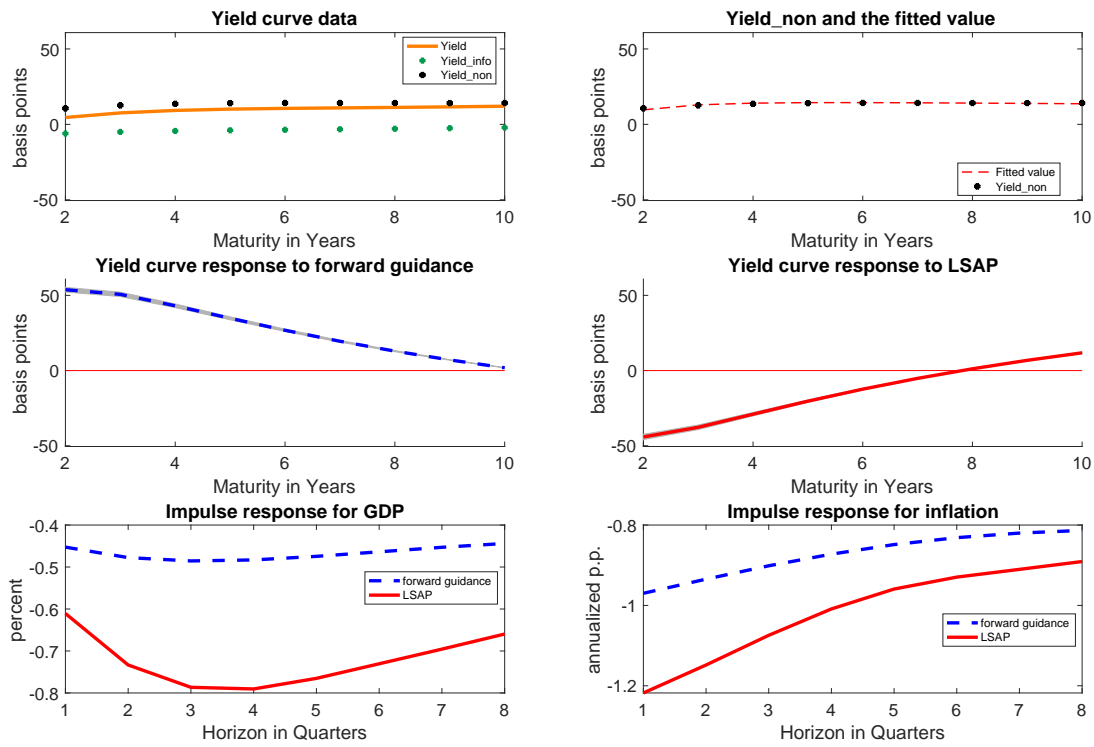 Yield curve data
50
0
-50
basis points
Yield
Yield_info
Yield_non
2 4 6 8 10
Maturity in Years
Yield_non and the fitted value
50
0
-50
basis points
Fitted value
Yield_non
2 4 6 8 10
Maturity in Years
Yield curve response to forward guidance
50
0
-50
basis points
2 4 6 8 10
Maturity in Years
Yield curve response to LSAP
50
0
-50
basis points
2 4 6 8 10
Maturity in Years
Impulse response for GDP
-0.4
-0.5
-0.6
-0.7
-0.8
percent
forward guidance
LSAP
1 2 3 4 5 6 7 8
Horizon in Quarters
Impulse response for inflation
-0.8
-1
-1.2
annualized p.p.
forward guidance
LSAP
1 2 3 4 5 6 7 8
Horizon in Quarters